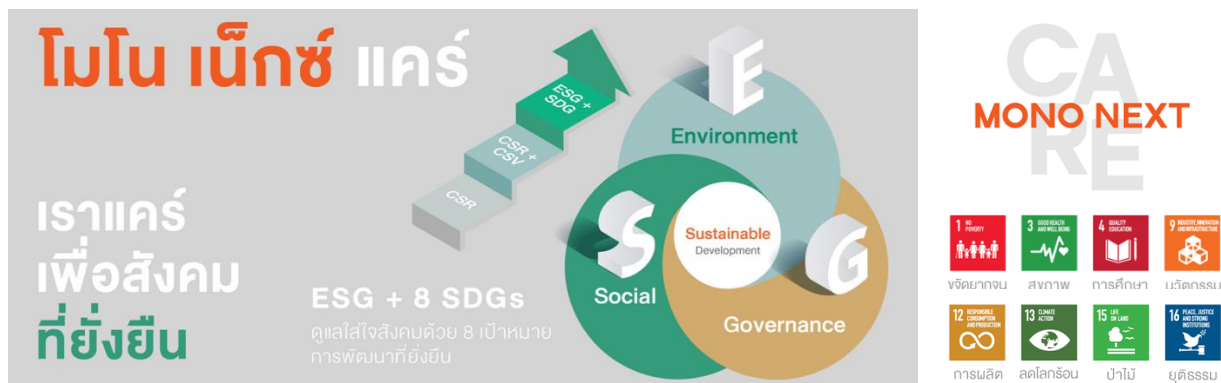 โมโน เน็กซ์ แคร์
เราแคร์
เพื่อสังคม
ที่ยั่งยืน
ESG +
SDG
CSR +
CSV
CSR
ESG + 8 SDGs
ดูแลใส่ใจสังคมด้วย 8 เป้าหมาย
การพัฒนาที่ยั่งยืน
E
Environment
S
Social
G
Governance
Sustainable
Development
CA
RE
MONO NEXT
1 NO
POVERTY
ขจัดยากจน
3 GOOD HEALTH
AND WELL BEING
สุขภาพ
4 QUALITY
EDUCATION
การศึกษา
9 INDUSTRY, INNOVATION
AND INFRASTRUCTURE
นวัตกรรม
12 RESPONSIBLE
CONSUMPTION
AND PRODUCTION
การผลิต
13 CLIMATE
ACTION
ลดโลกร้อน
15 LIFE
ON LAND
ป่าไม้
16 PEACE, JUSTICE
AND STRONG
INSTITUTIONS
ยุติธรรม